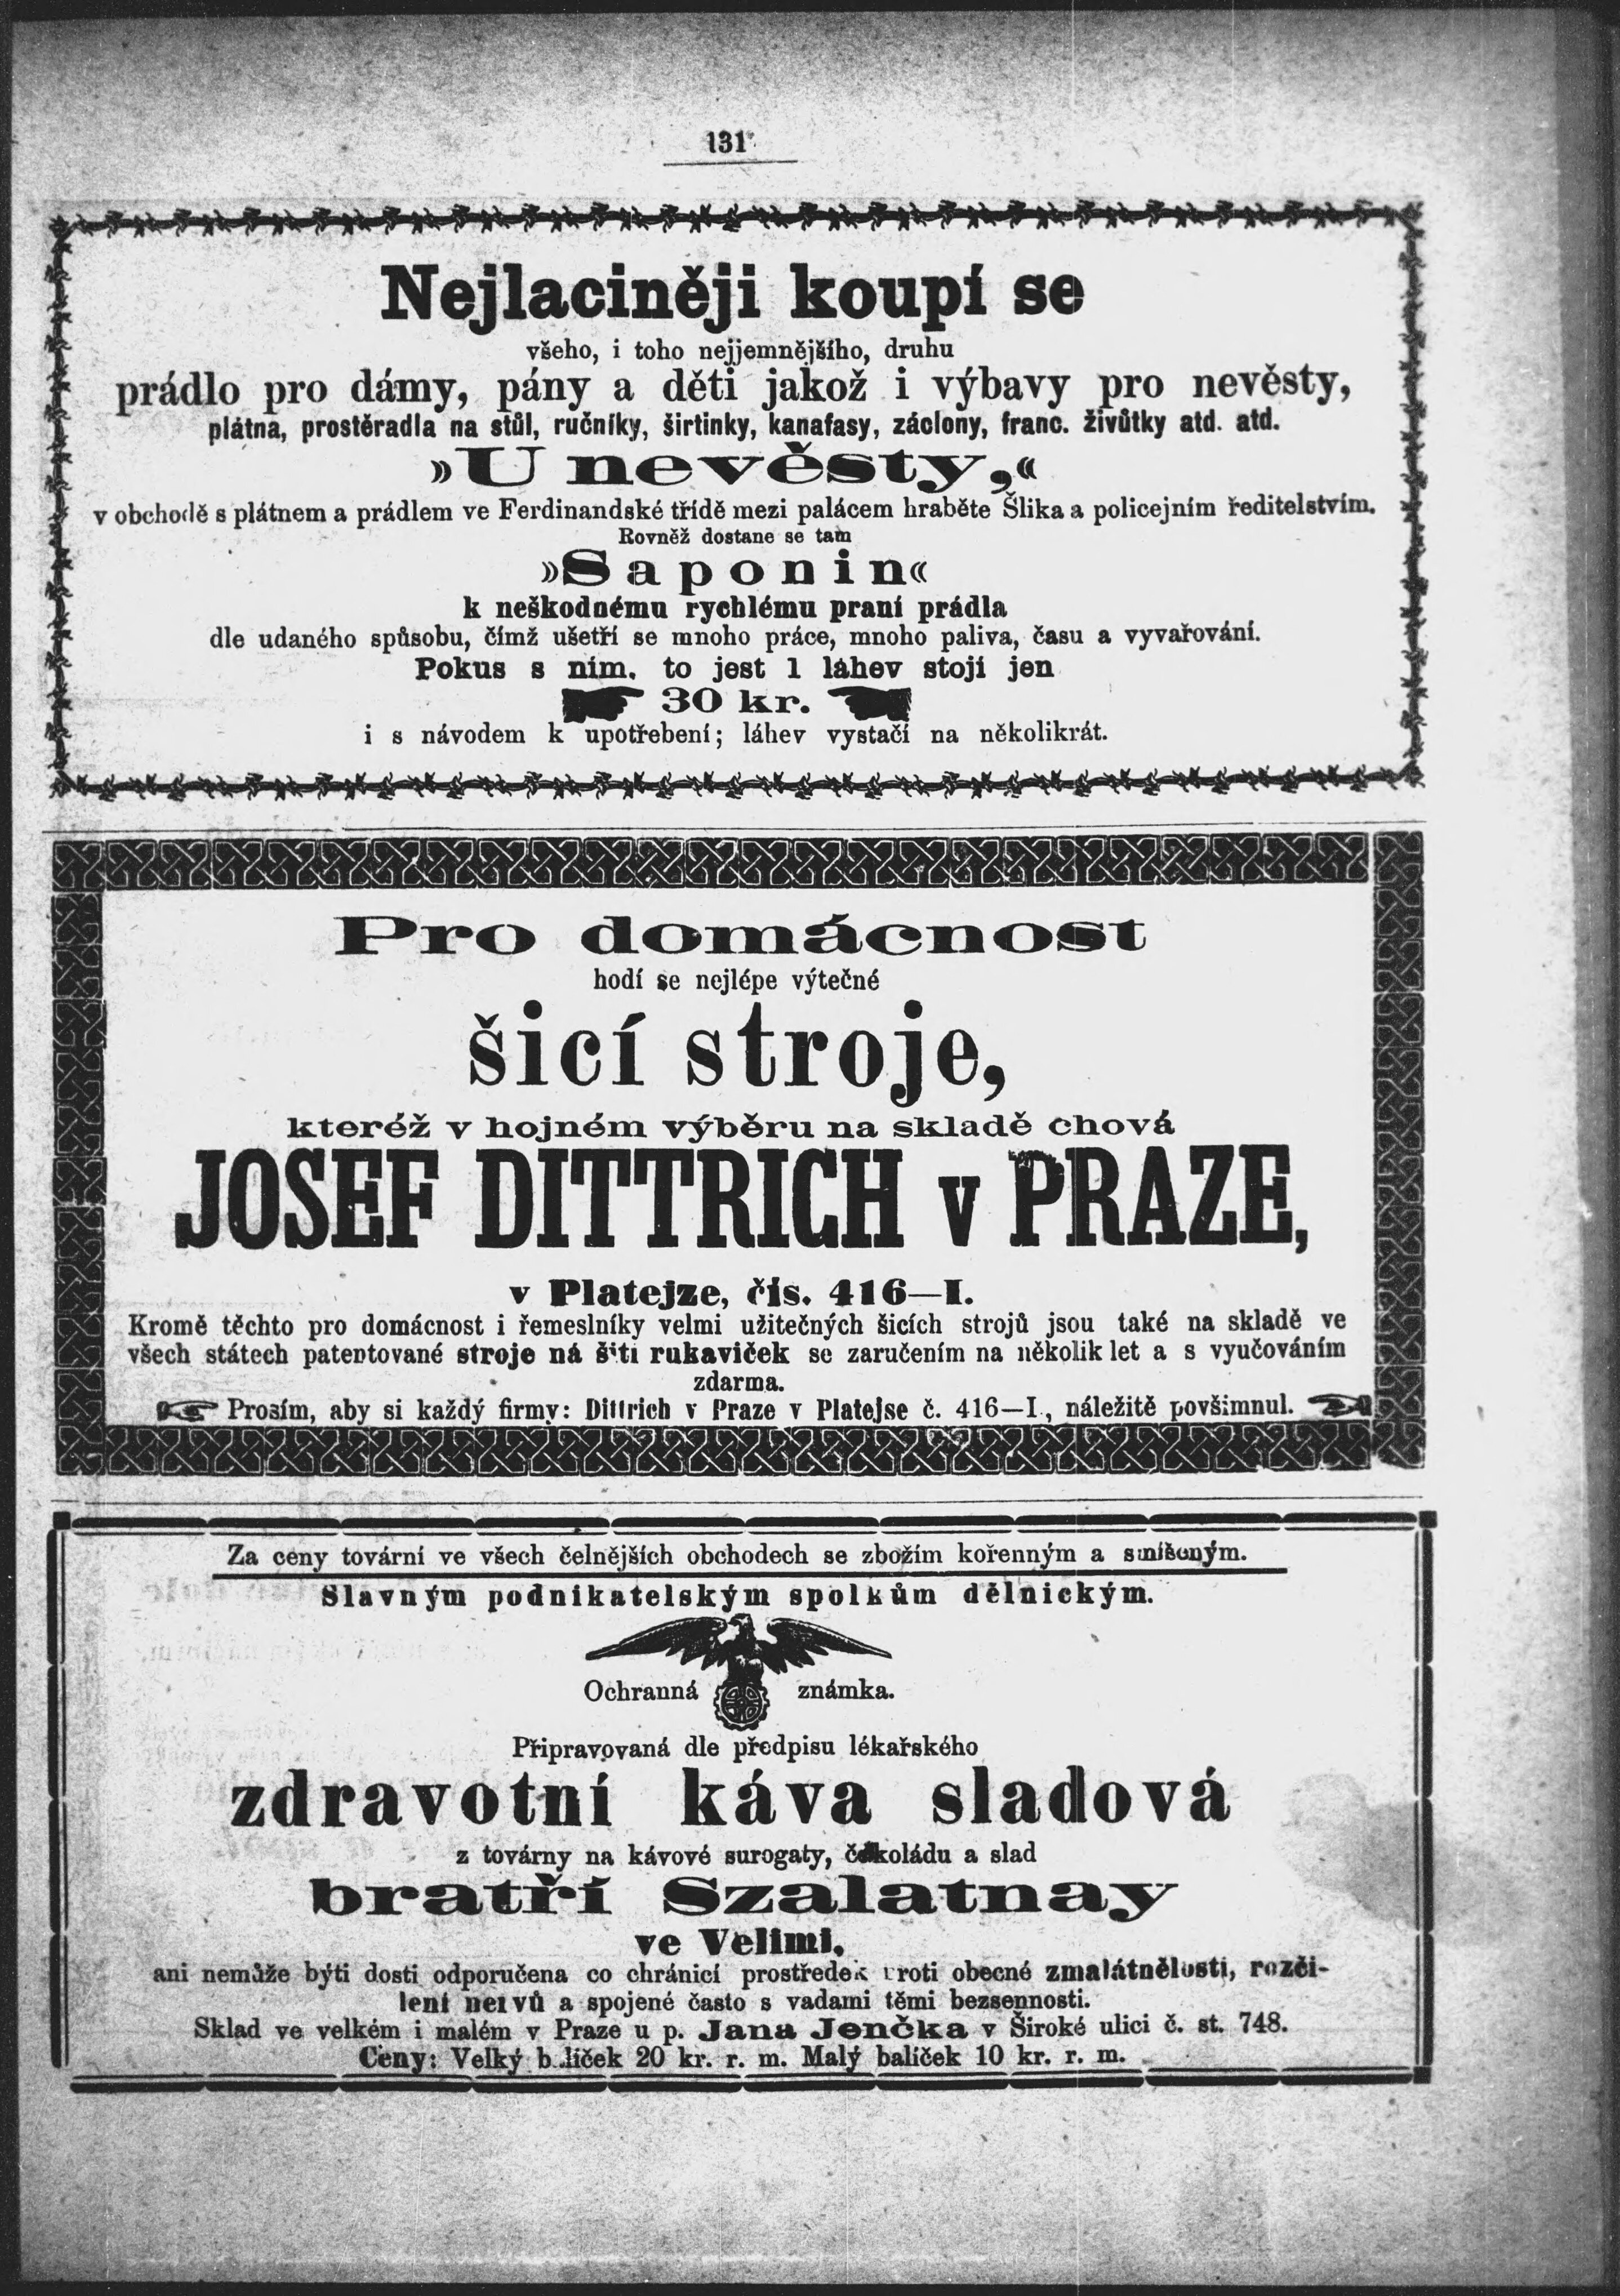 131
Nejlaciněji koupí se
všeho, i toho nejjemnějšího, druhu
prádlo pro dámy, pány a děti jakož i výbavy pro nevěsty,
plátna, prostěradla na stůl, ručníky, širtinky, kanafasy, záclony, franc. živůtky atd. atd.
»U nevěsty,«
v obchodě s plátnem a prádlem ve Ferdinandské třídě mezi palácem hraběte Šlika a policejním ředitelstvím.
Rovněž dostane se tam
»Saponin«
k neškodnému rychlému praní prádla
dle udaného spůsobu, čímž ušetří se mnoho práce, mnoho paliva, času a vyvařování.
Pokus s ním, to jest 1 láhev stojí jen
30 kr.
i s návodem k upotřebení; láhev vystačí na několikrát.
Pro domácnost
hodí se nejlépe výtečné
šicí stroje,
kteréž v hojném výběru na skladě chová
JOSEF DITTRICH v PRAZE,
v Platejze, čís. 416—I.
Kromě těchto pro domácnost i řemeslníky velmi užitečných šicích strojů jsou také na skladě ve
všech státech patentované stroje ná šití rukaviček se zaručením na několik let a s vyučováním
zdarma.
Prosím, aby si každý firmy: Dittrich v Praze v Platejse č. 416—I., náležitě povšimnul.
Za ceny tovární ve všech čelnějších obchodech se zbožím kořenným a smíšeným.
Slavným podnikatelským spolkům dělnickým.
Ochranná známka.
Připravovaná dle předpisu lékařského
zdravotní káva sladová
z továrny na kávové surogaty, čokoládu a slad
bratří Szalatnay
ve Velimi,
ani nemůže býti dosti odporučena co chránicí prostředek proti obecné zmalátnělosti, rozči-
lení nervů a spojené často s vadami těmi bezsennosti.
Sklad ve velkém i malém v Praze u p. Jana Jenčka v Široké ulici č. st. 748.
Ceny: Velký balíček 20 kr. r. m. Malý balíček 10 kr. r. m.